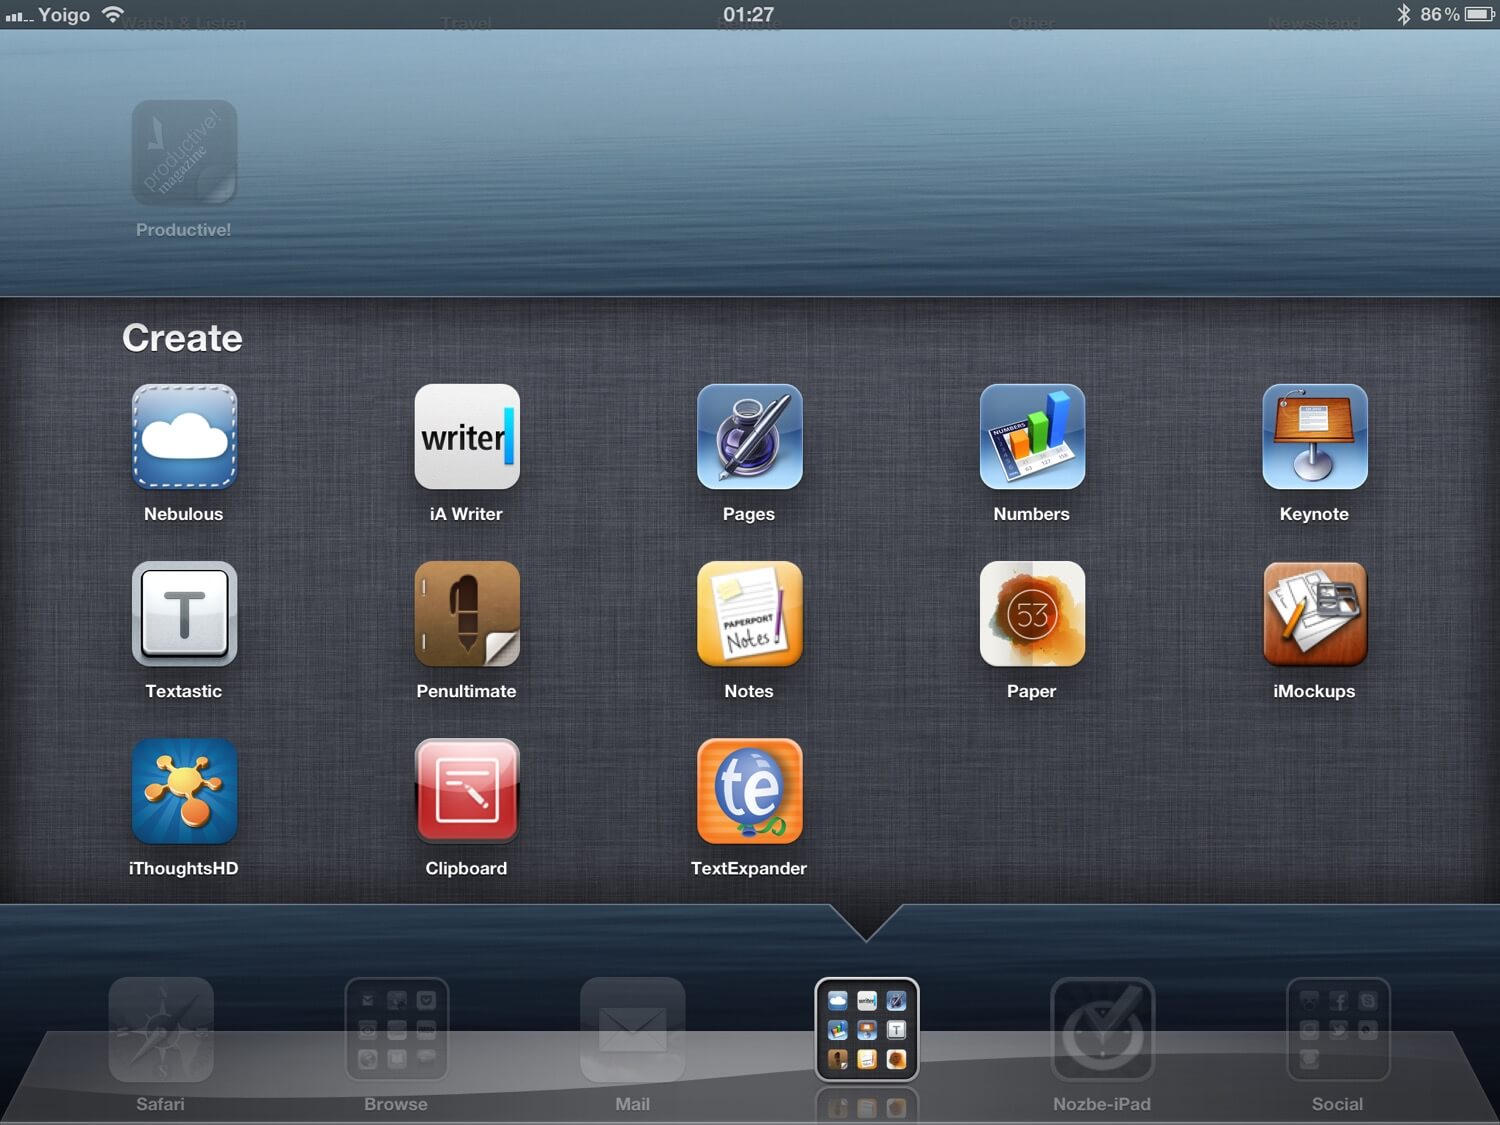 Yoigo 01:27 86%
Watch & Listen Travel Remote Other Newsstand
productive!
magazine
Productive!
Create
writer
NUMBERS
Nebulous iA Writer Pages Numbers Keynote
T
PAPERPORT
Notes
53
Textastic Penultimate Notes Paper iMockups
te
iThoughtsHD Clipboard TextExpander
writer
T
Safari Browse Mail Nozbe-iPad Social